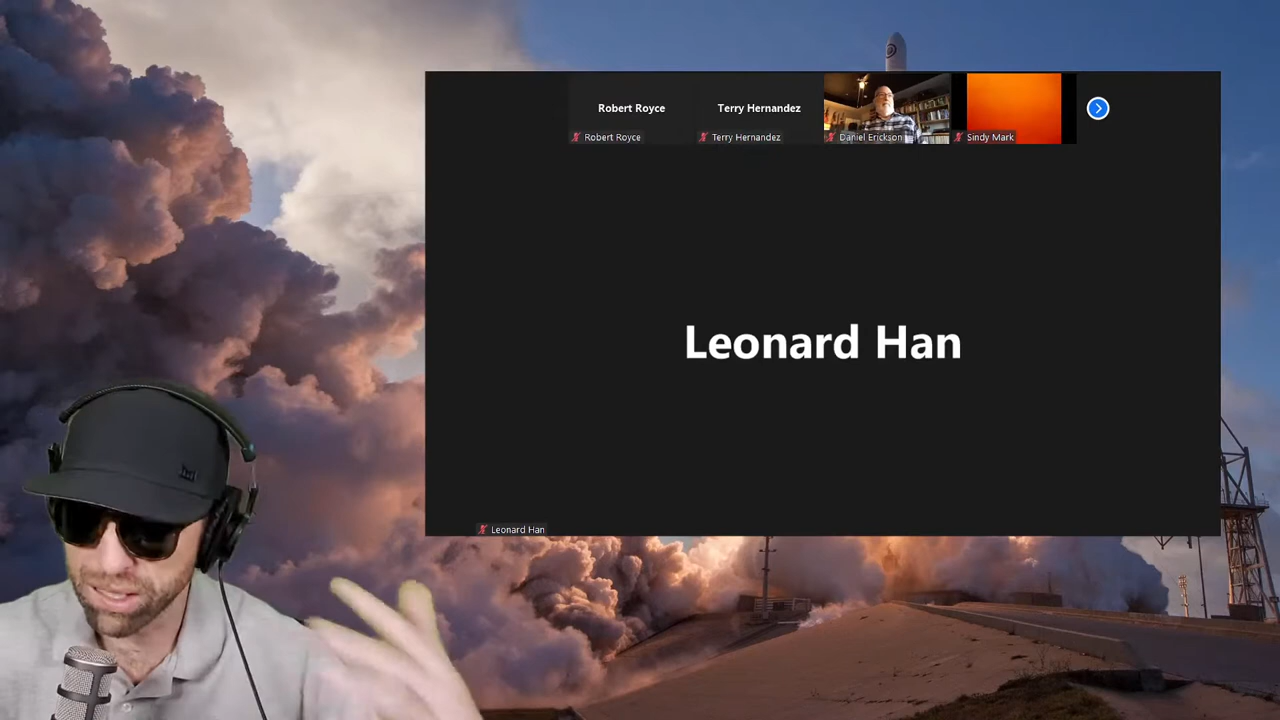 Robert Royce
Terry Hernandez
Robert Royce
Terry Hernandez
Daniel Erickson
Sindy Mark
Leonard Han
Leonard Han